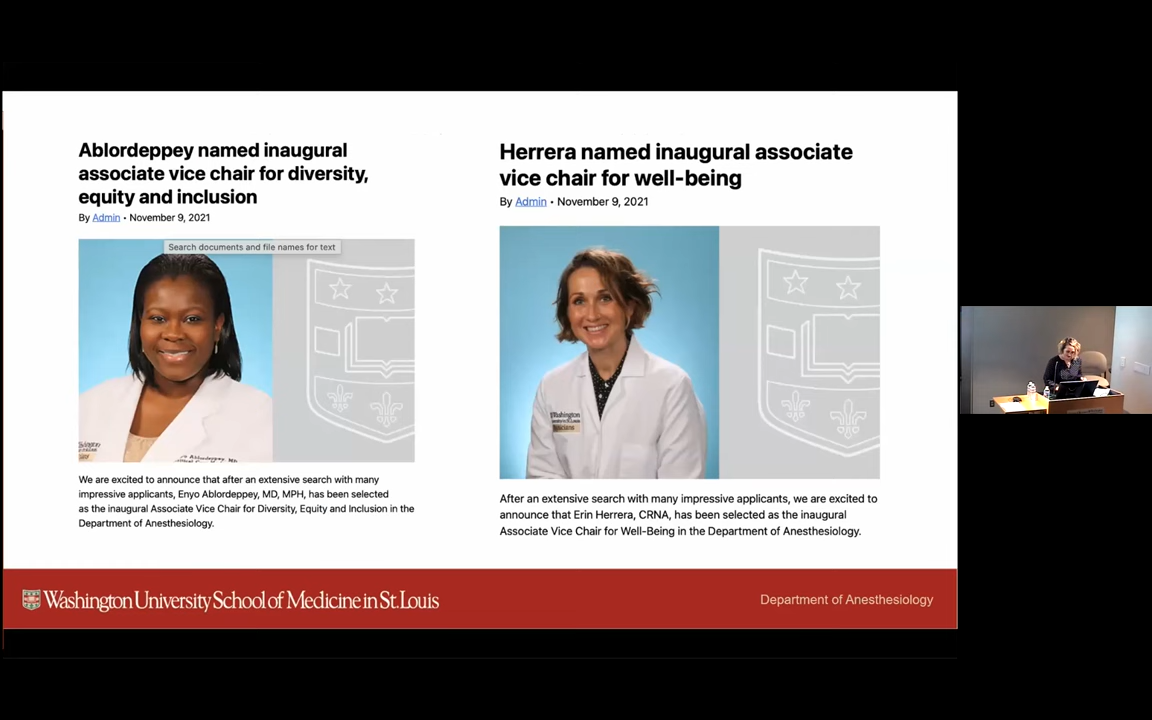 Ablordeppey named inaugural
associate vice chair for diversity,
equity and inclusion
By Admin • November 9, 2021
Search documents and file names for text
We are excited to announce that after an extensive search with many
impressive applicants, Enyo Ablordeppey, MD, MPH, has been selected
as the inaugural Associate Vice Chair for Diversity, Equity and Inclusion in the
Department of Anesthesiology.
Herrera named inaugural associate
vice chair for well-being
By Admin • November 9, 2021
Washington
After an extensive search with many impressive applicants, we are excited to
announce that Erin Herrera, CRNA, has been selected as the inaugural
Associate Vice Chair for Well-Being in the Department of Anesthesiology.
Washington University School of Medicine in St. Louis
Department of Anesthesiology